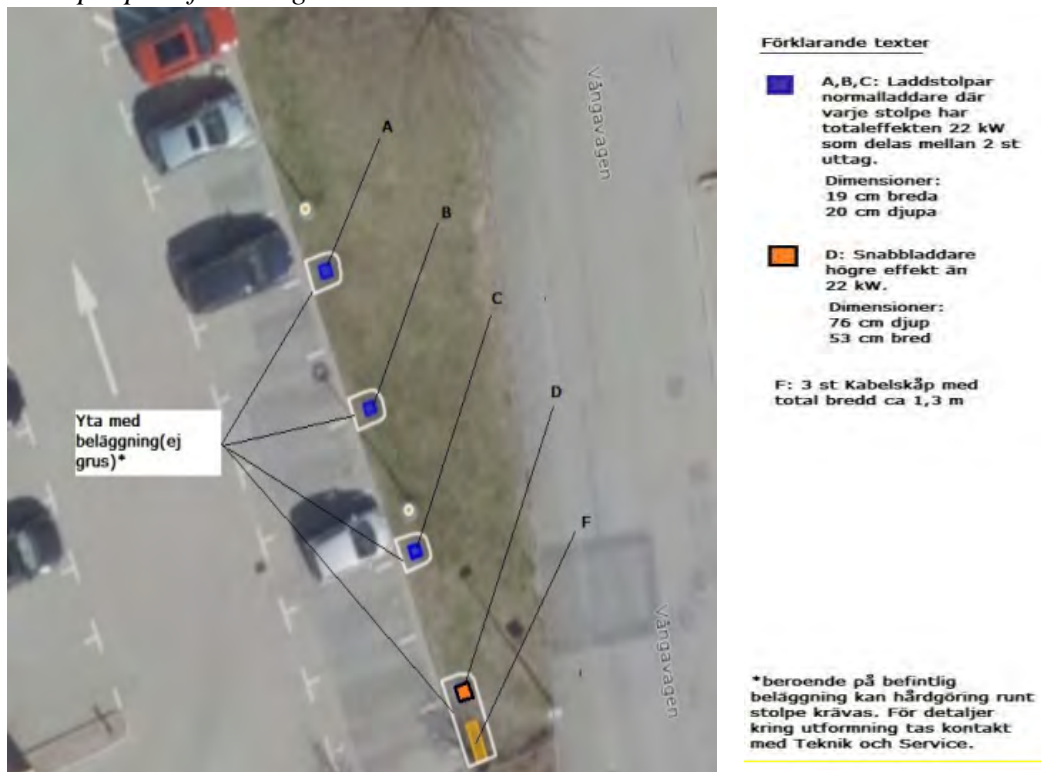 Förklarande texter
A,B,C: Laddstolpar
normalladdare där
varje stolpe har
totaleffekten 22 kW
som delas mellan 2 st
uttag.
Dimensioner:
19 cm breda
20 cm djupa
D: Snabbladdare
högre effekt än
22 kW.
Dimensioner:
76 cm djup
53 cm bred
F: 3 st Kabelskåp med
total bredd ca 1,3 m
Vångavägen
A
B
C
D
Yta med
beläggning(ej
grus)*
F
Vångavägen
*beroende på befintlig
beläggning kan hårdgöring runt
stolpe krävas. För detaljer
kring utformning tas kontakt
med Teknik och Service.